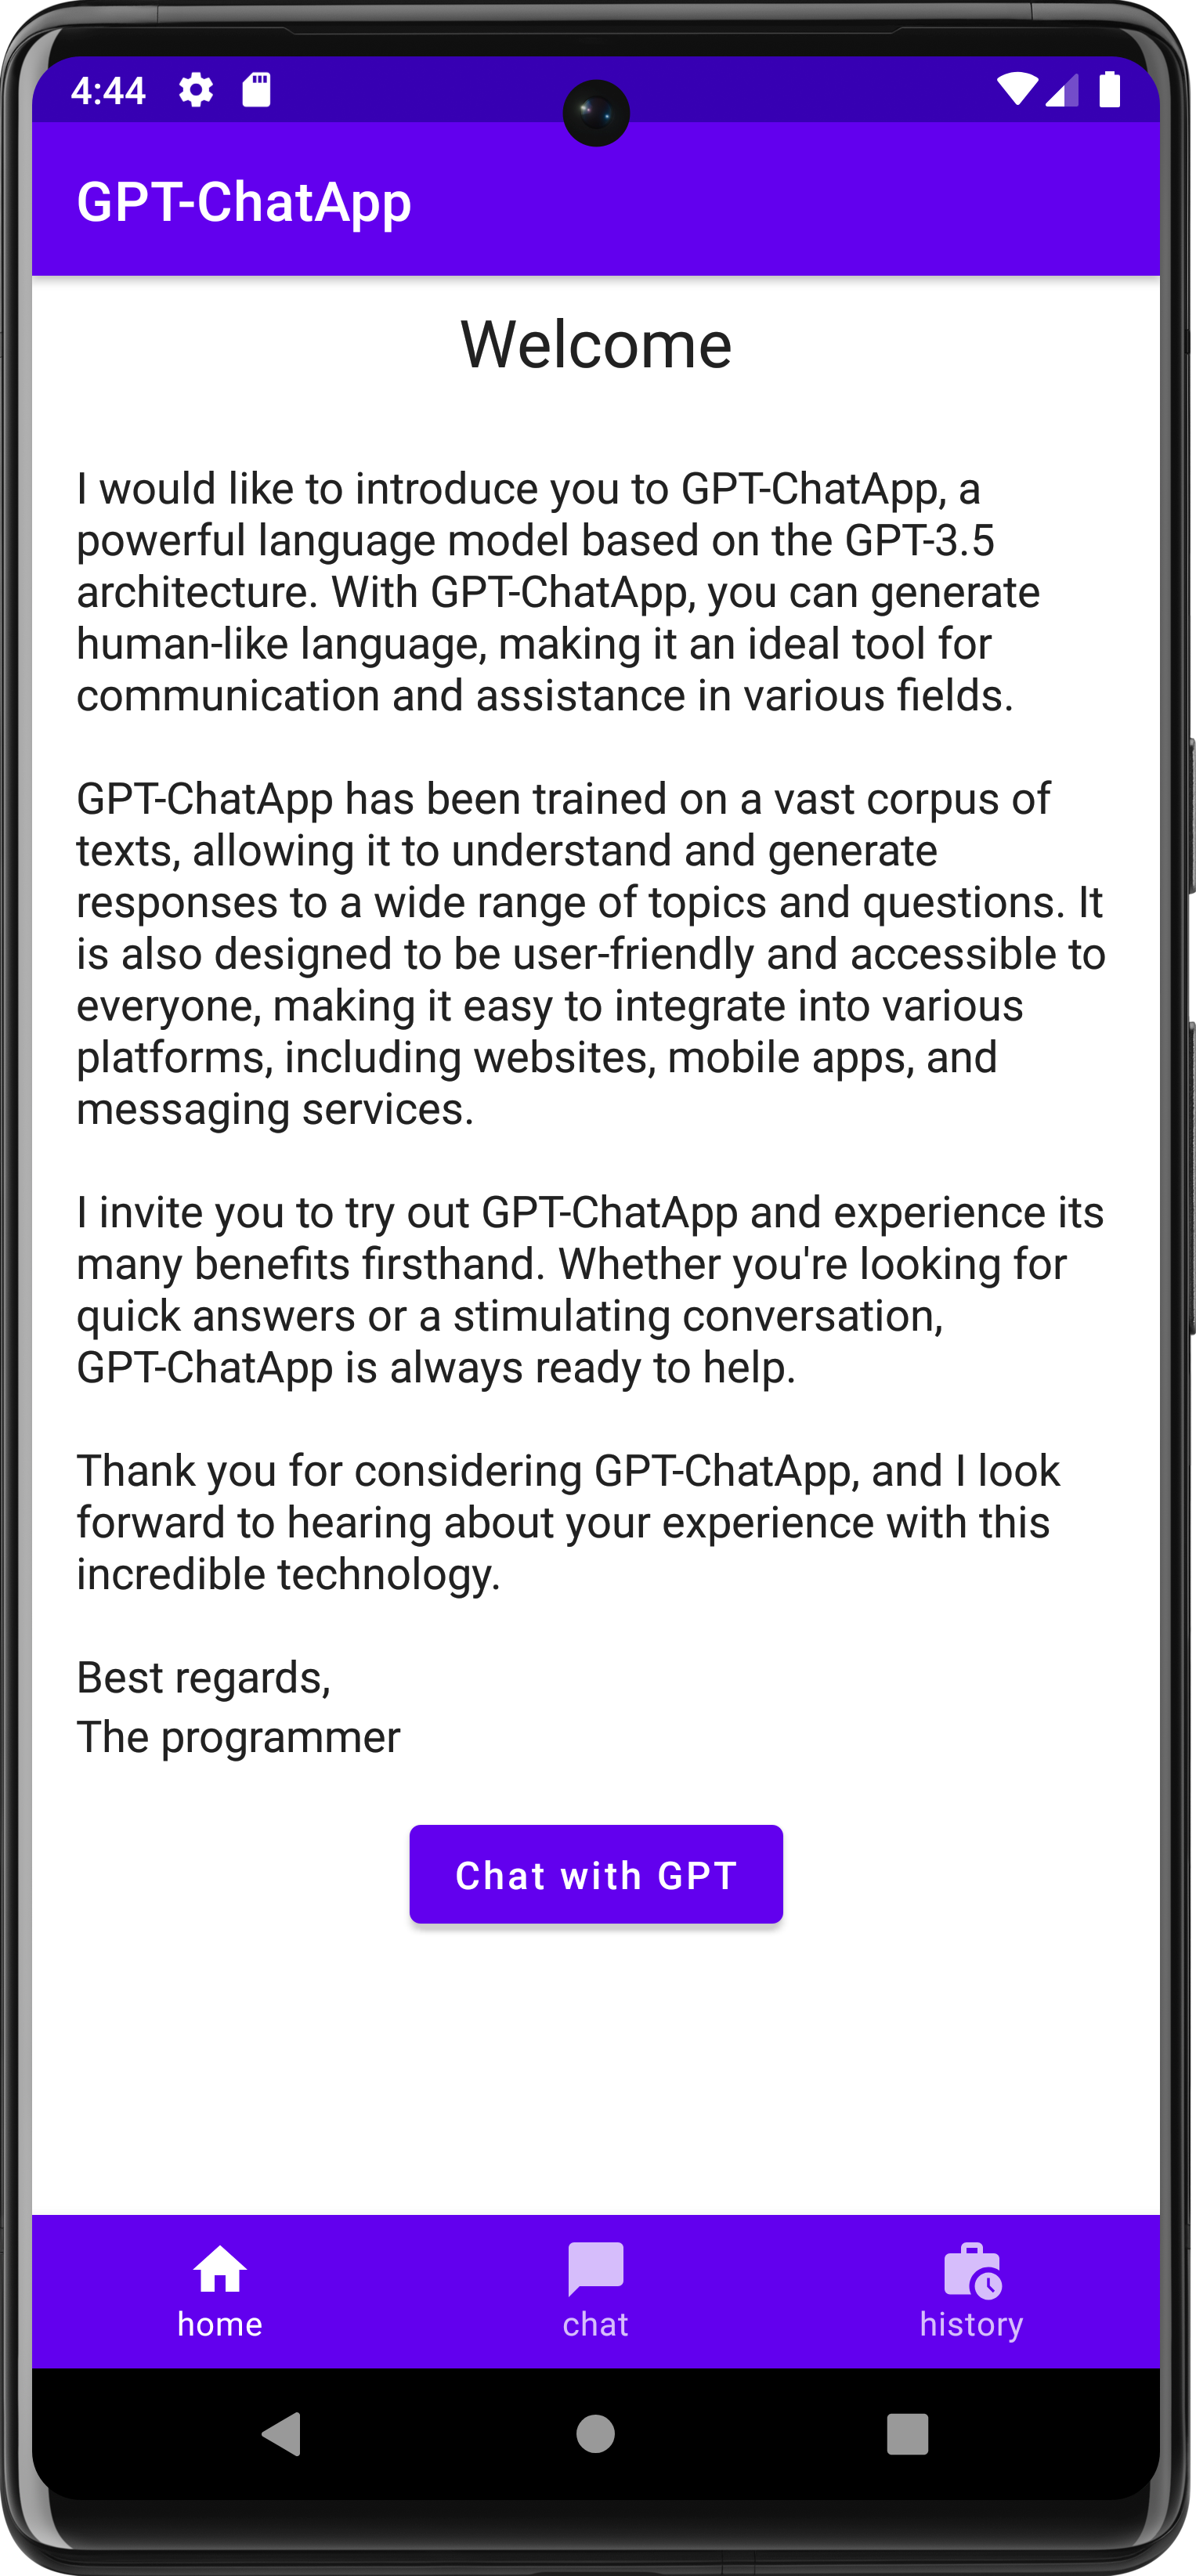 4:44
GPT-ChatApp
Welcome
I would like to introduce you to GPT-ChatApp, a
powerful language model based on the GPT-3.5
architecture. With GPT-ChatApp, you can generate
human-like language, making it an ideal tool for
communication and assistance in various fields.
GPT-ChatApp has been trained on a vast corpus of
texts, allowing it to understand and generate
responses to a wide range of topics and questions. It
is also designed to be user-friendly and accessible to
everyone, making it easy to integrate into various
platforms, including websites, mobile apps, and
messaging services.
I invite you to try out GPT-ChatApp and experience its
many benefits firsthand. Whether you're looking for
quick answers or a stimulating conversation,
GPT-ChatApp is always ready to help.
Thank you for considering GPT-ChatApp, and I look
forward to hearing about your experience with this
incredible technology.
Best regards,
The programmer
Chat with GPT
home
chat
history